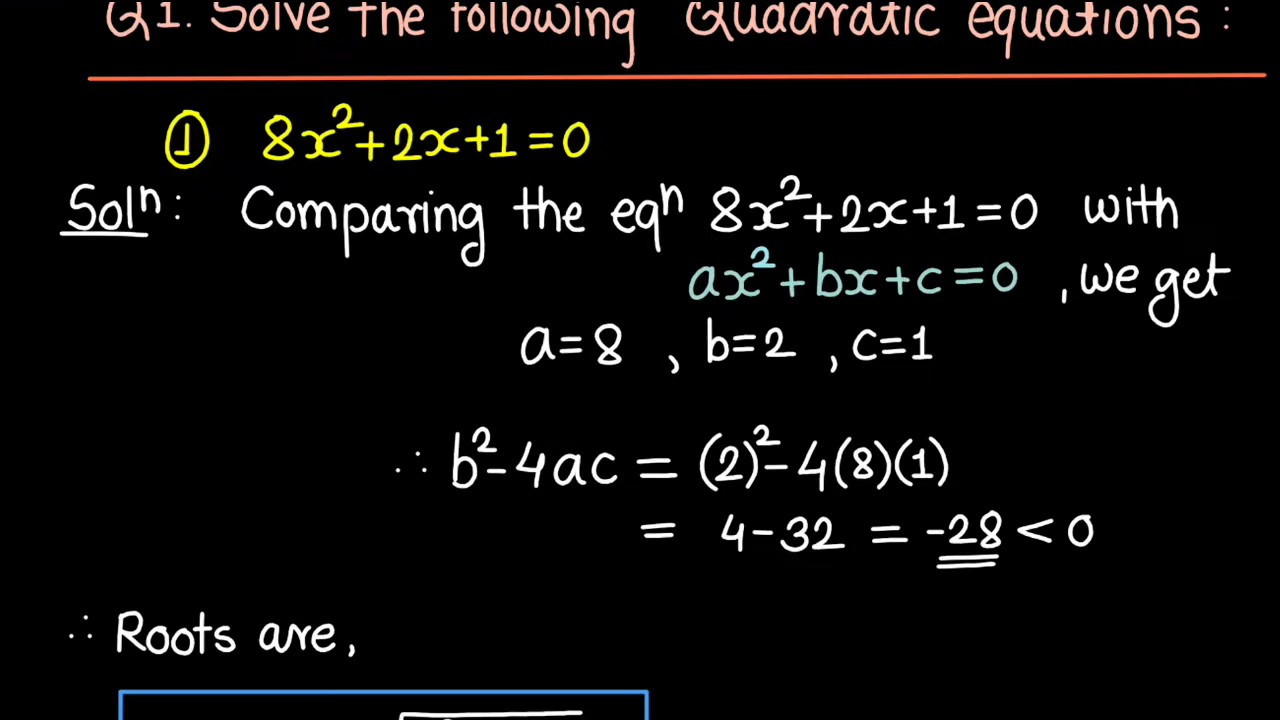 Q1. Solve the following Quadratic equations :
① 8x²+2x+1=0
Solⁿ: Comparing the eqⁿ 8x²+2x+1=0 with
ax²+bx+c=0 , we get
a=8 , b=2 , c=1
∴ b²-4ac = (2)²-4(8)(1)
= 4-32 = -28 < 0
∴ Roots are,